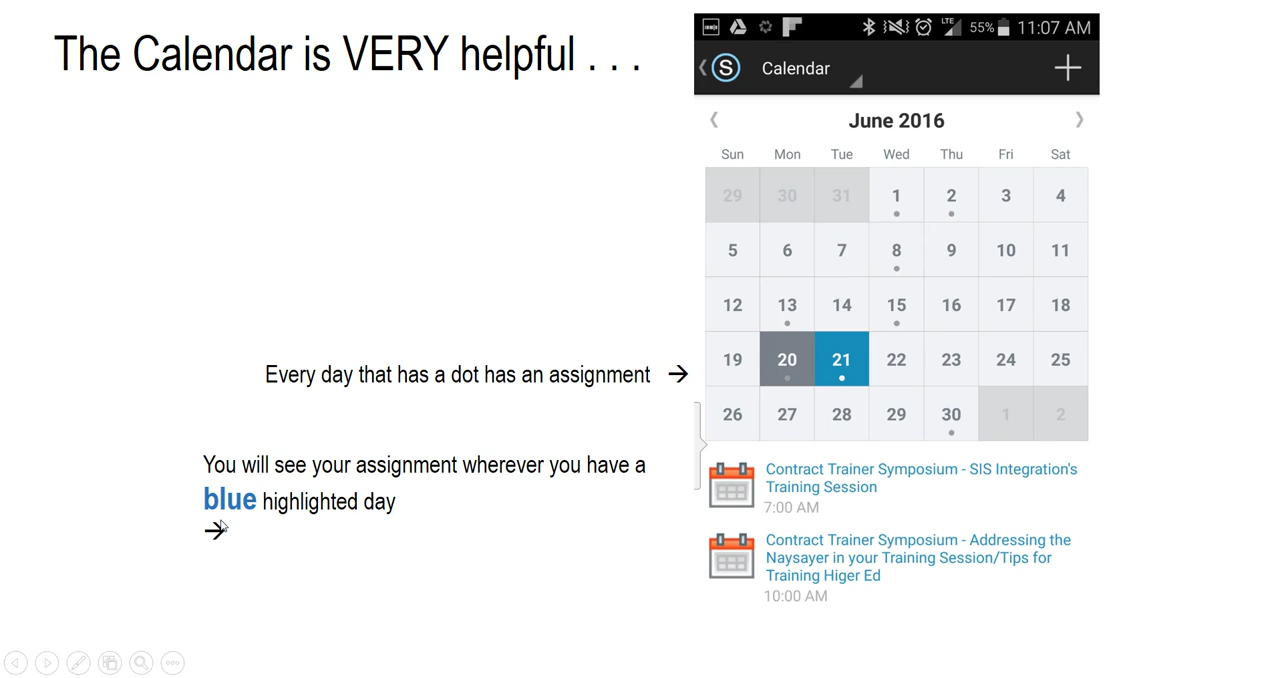 The Calendar is VERY helpful . . .
Every day that has a dot has an assignment →
You will see your assignment wherever you have a
blue highlighted day
→
LTE 55% 11:07 AM
S Calendar +
June 2016
Sun Mon Tue Wed Thu Fri Sat
29 30 31 1 2 3 4
5 6 7 8 9 10 11
12 13 14 15 16 17 18
19 20 21 22 23 24 25
26 27 28 29 30 1 2
Contract Trainer Symposium - SIS Integration's
Training Session
7:00 AM
Contract Trainer Symposium - Addressing the
Naysayer in your Training Session/Tips for
Training Higer Ed
10:00 AM